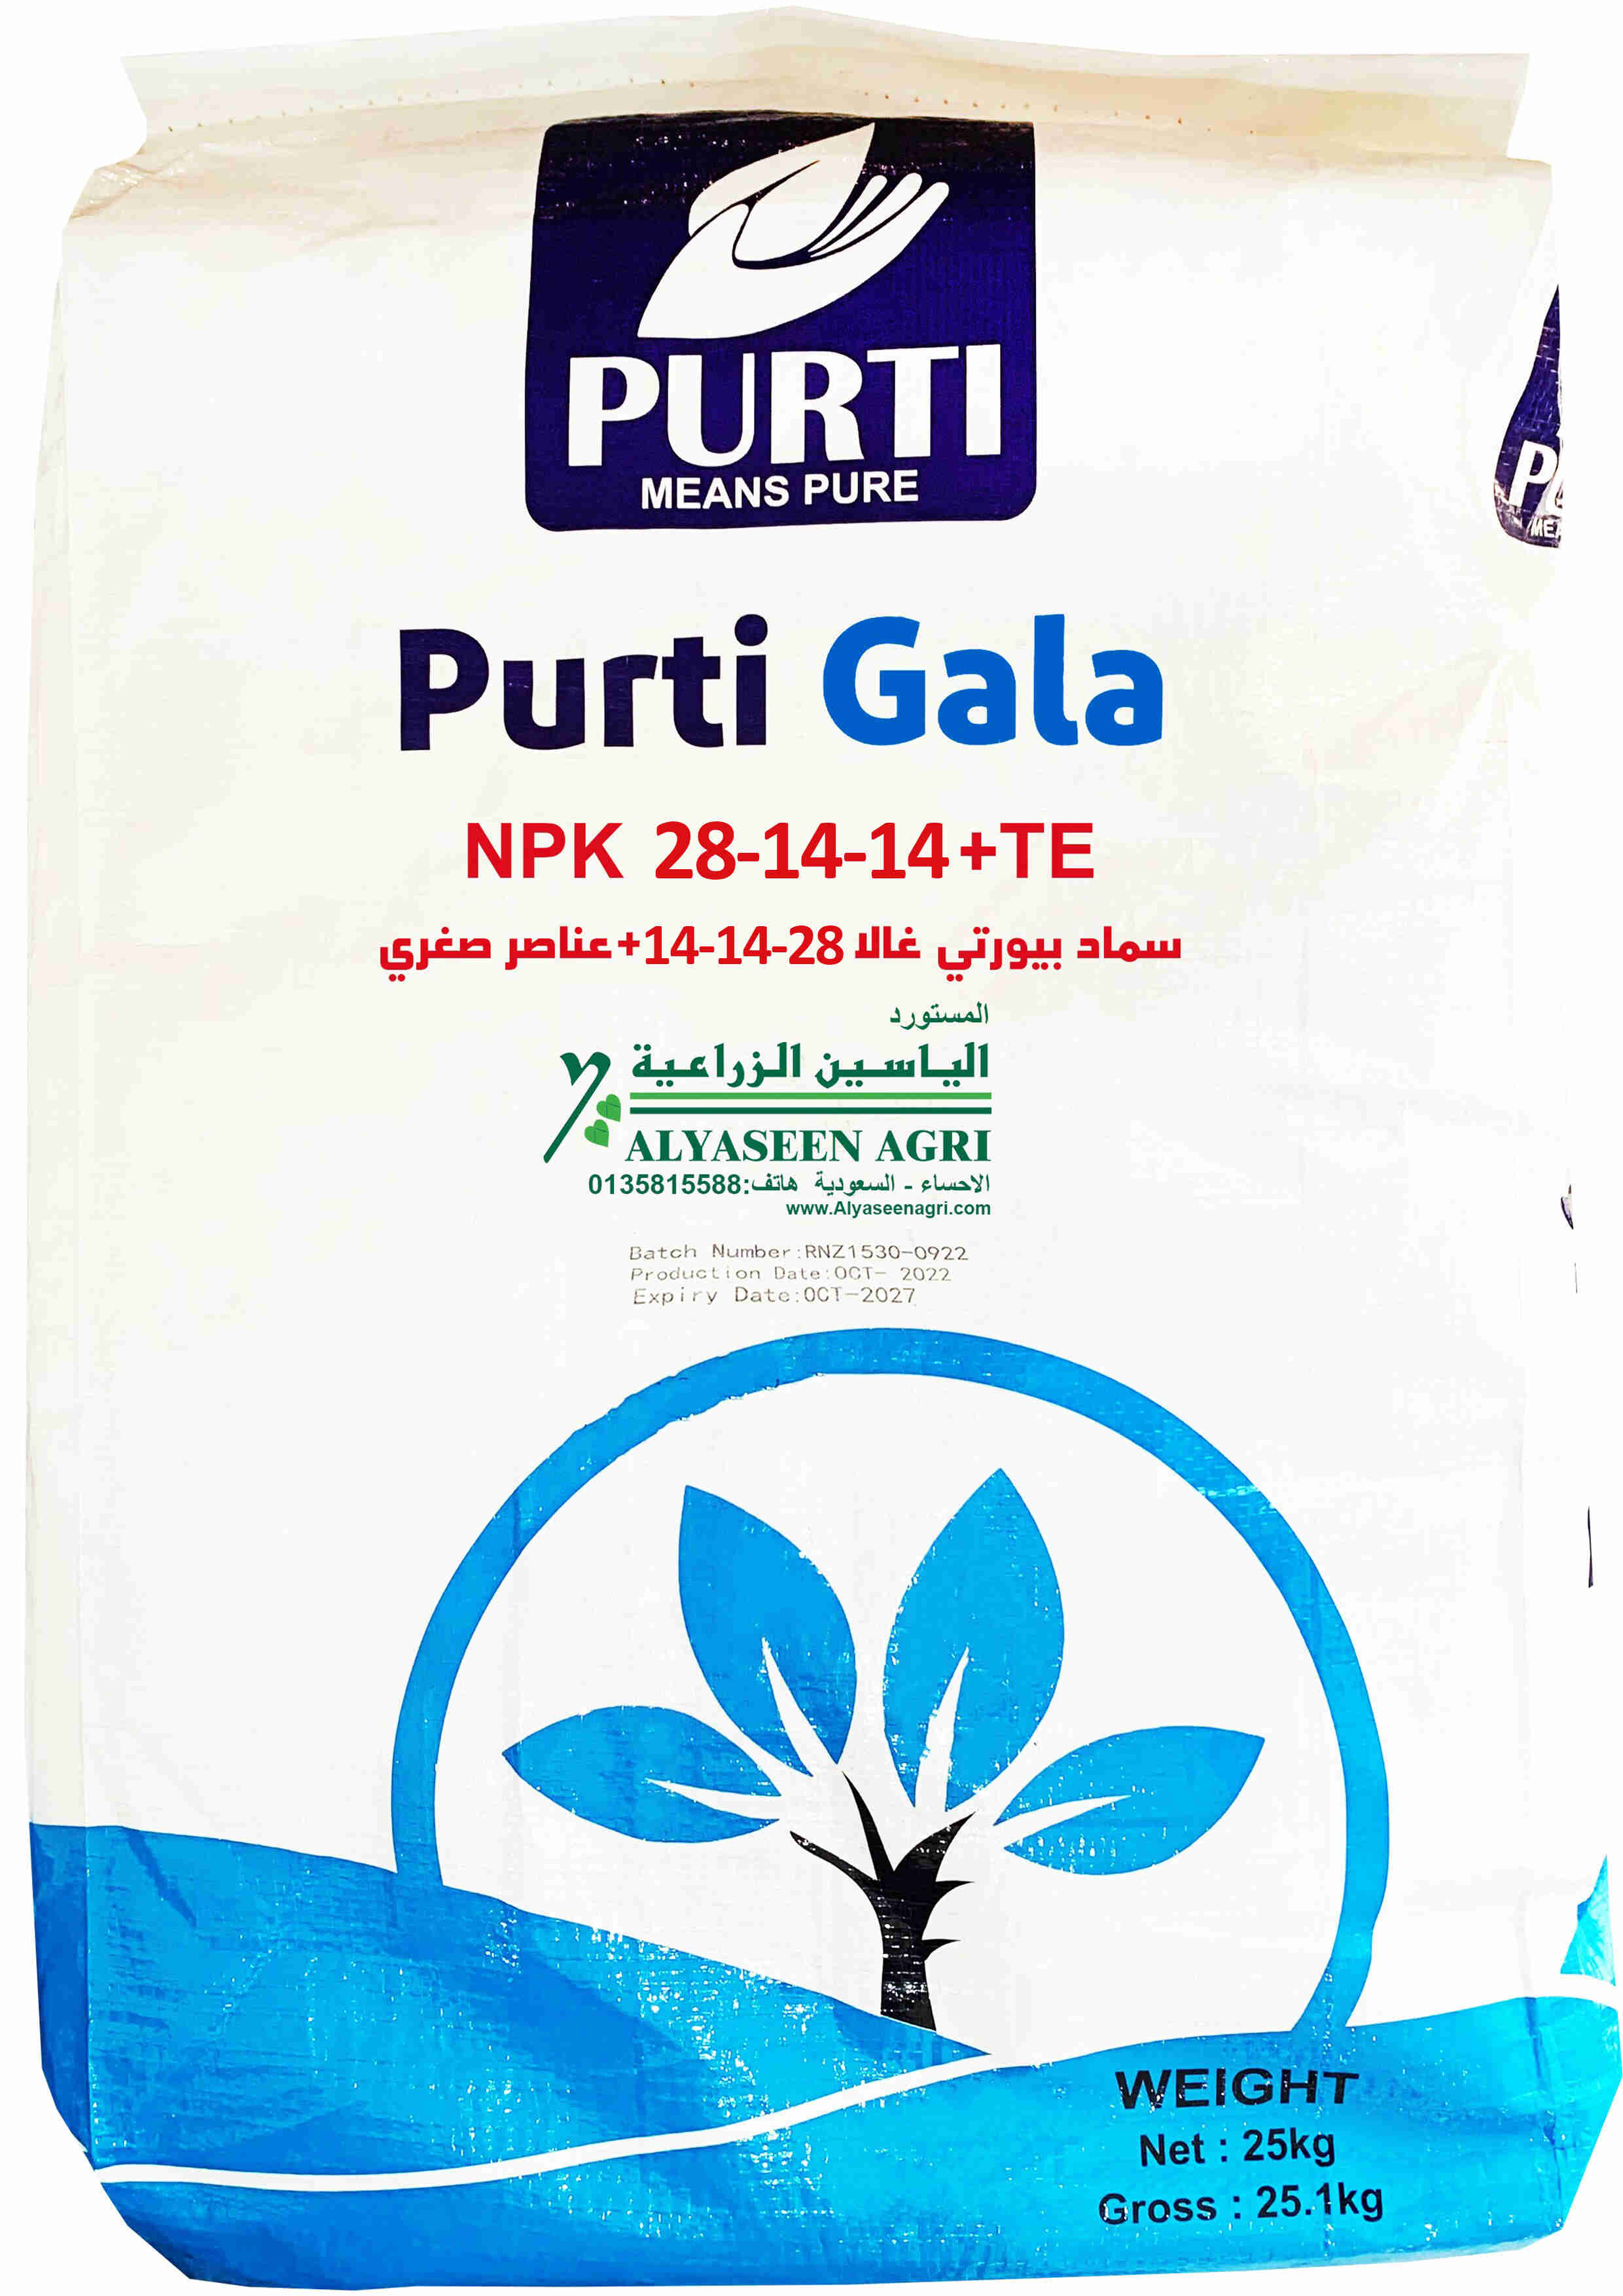 PURTI
MEANS PURE
Purti Gala
NPK 28-14-14+TE
سماد بيورتي غالا 28-14-14+عناصر صغري
المستورد
الياسين الزراعية
ALYASEEN AGRI
الاحساء - السعودية هاتف:0135815588
www.Alyaseenagri.com
Batch Number:RNZ1530-0922
Production Date:OCT- 2022
Expiry Date:OCT-2027
WEIGHT
Net : 25kg
Gross : 25.1kg